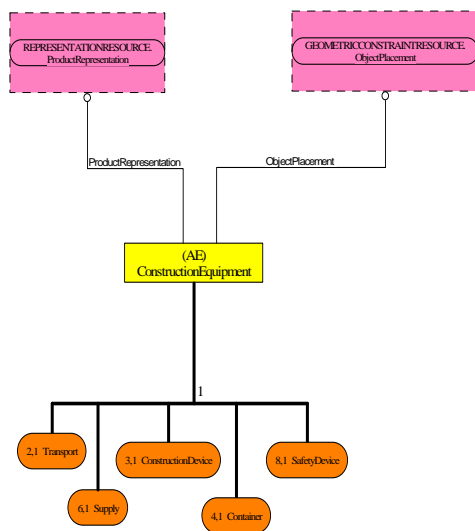 REPRESENTATIONRESOURCE.
ProductRepresentation
GEOMETRICCONSTRAINTRESOURCE.
ObjectPlacement
ProductRepresentation
ObjectPlacement
(AE)
ConstructionEquipment
1
2,1 Transport
3,1 ConstructionDevice
8,1 SafetyDevice
6,1 Supply
4,1 Container